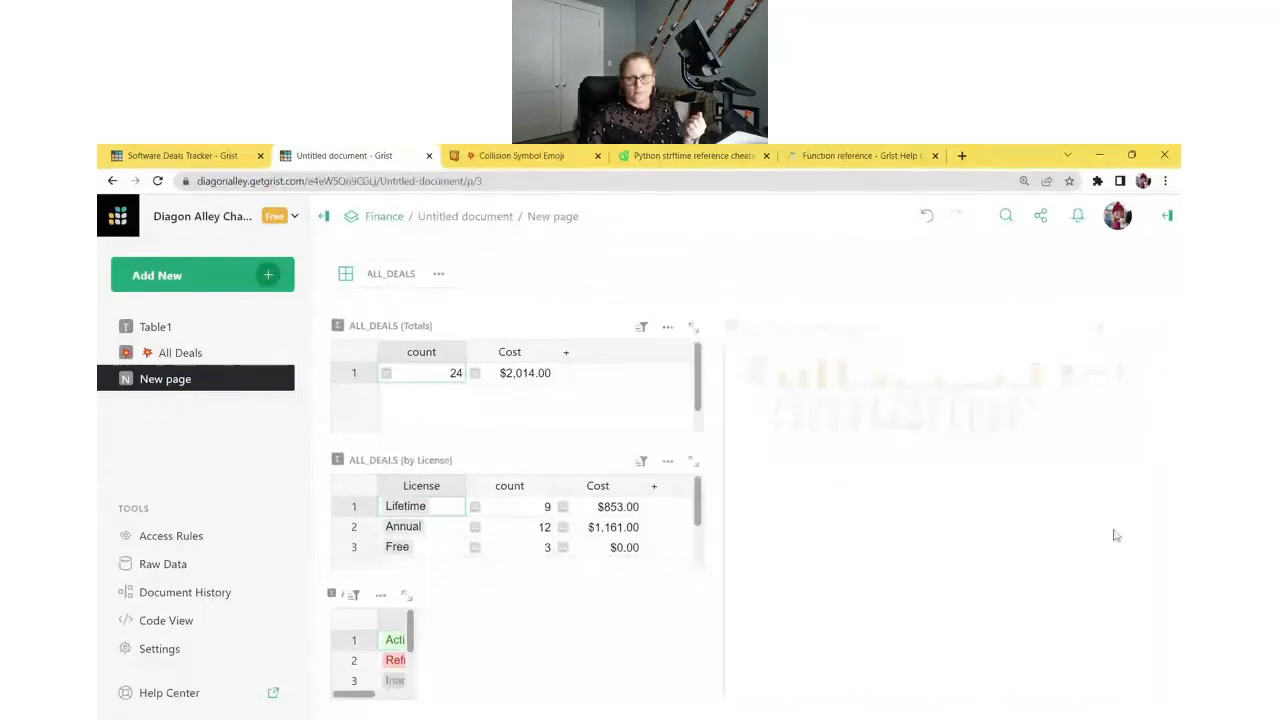 Software Deals Tracker - Grist
Untitled document - Grist
Collision Symbol Emoji
Python strftime reference cheats
Function reference - Grist Help C
diagonalley.getgrist.com/e4eW5Qn9CGLj/Untitled-document/p/3
Diagon Alley Cha... Free
Finance / Untitled document / New page
Add New
ALL_DEALS
Table1
All Deals
N New page
ALL_DEALS [Totals]
count Cost +
1 24 $2,014.00
ALL_DEALS [by License]
License count Cost +
1 Lifetime 9 $853.00
2 Annual 12 $1,161.00
3 Free 3 $0.00
1 Acti
2 Ref
3 Inac
TOOLS
Access Rules
Raw Data
Document History
Code View
Settings
Help Center